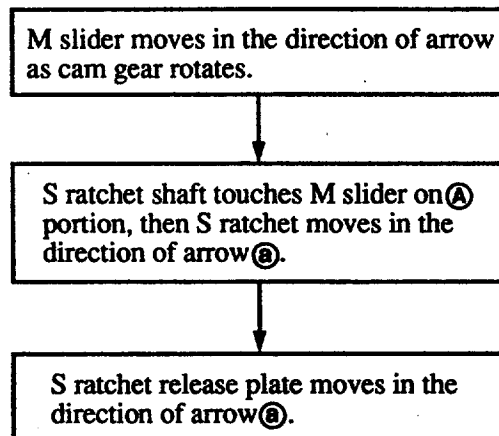 M slider moves in the direction of arrow
as cam gear rotates.
S ratchet shaft touches M slider on Ⓐ
portion, then S ratchet moves in the
direction of arrow ⓐ.
S ratchet release plate moves in the
direction of arrow ⓐ.